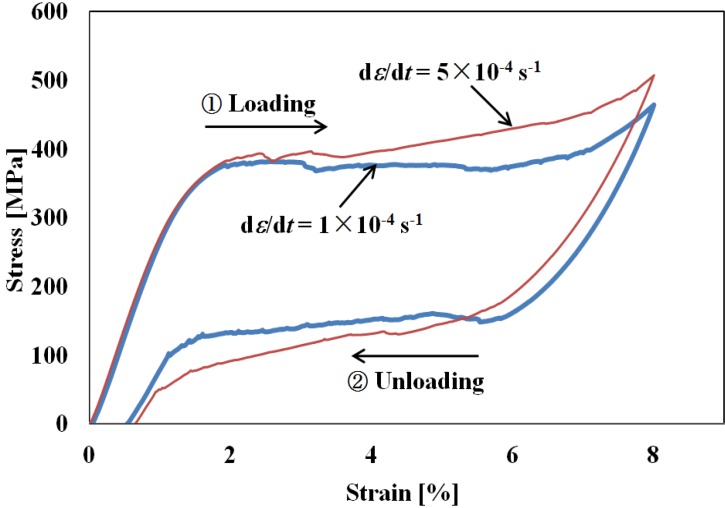 600
500
400
300
200
100
0
Stress [MPa]
① Loading
dε/dt = 5×10⁻⁴ s⁻¹
dε/dt = 1×10⁻⁴ s⁻¹
② Unloading
0 2 4 6 8
Strain [%]